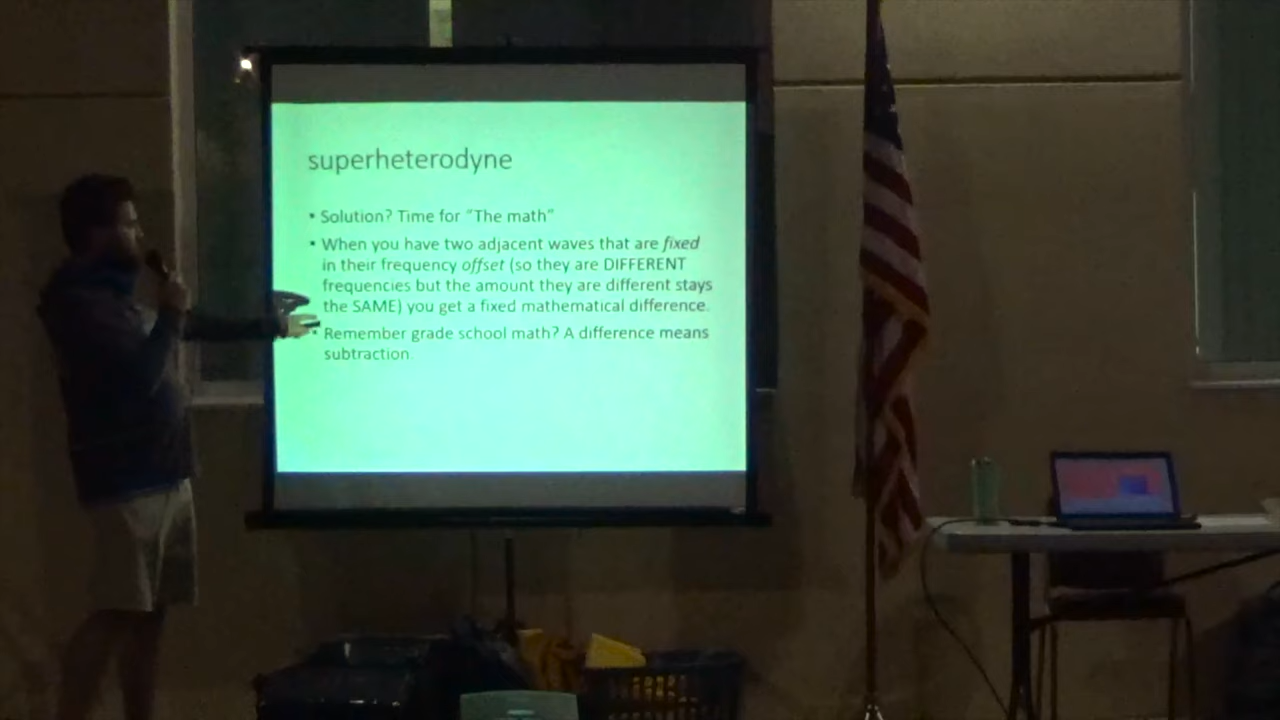 superheterodyne
• Solution? Time for “The math”
• When you have two adjacent waves that are fixed
in their frequency offset (so they are DIFFERENT
frequencies but the amount they are different stays
the SAME) you get a fixed mathematical difference.
• Remember grade school math? A difference means
subtraction.